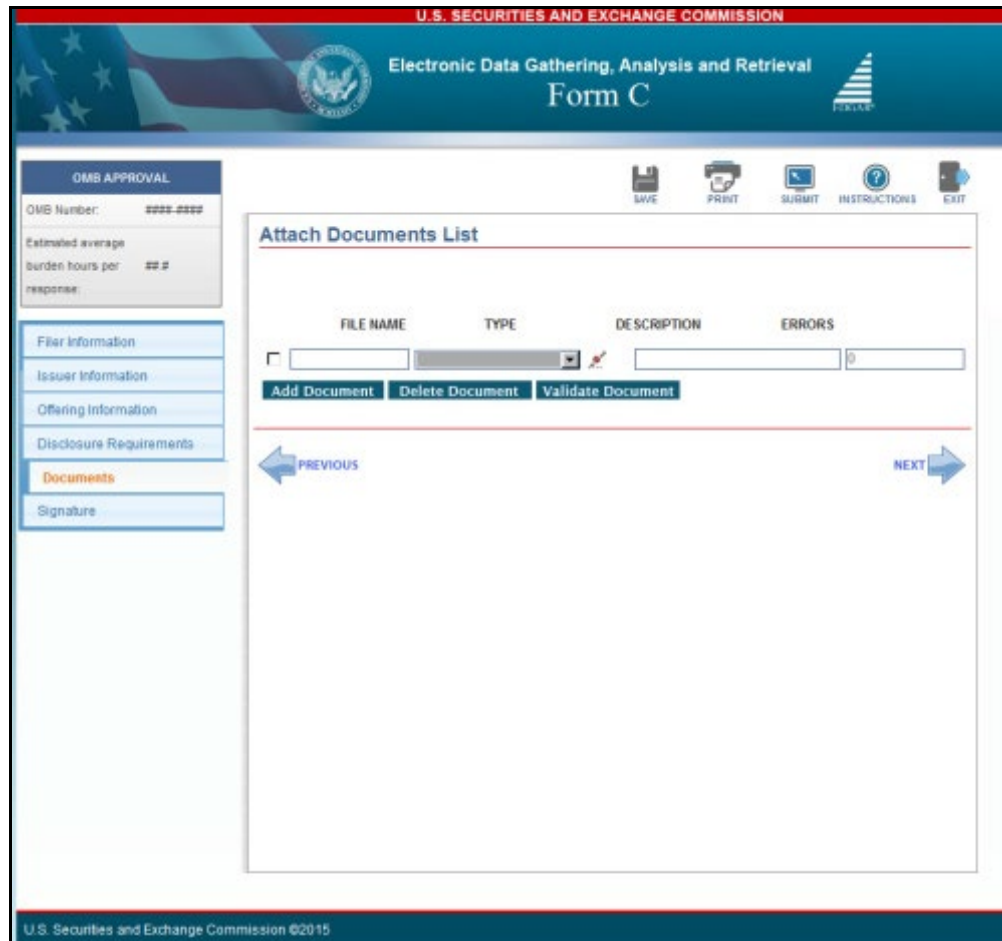 U.S. SECURITIES AND EXCHANGE COMMISSION
Electronic Data Gathering, Analysis and Retrieval
Form C
EDGAR
OMB APPROVAL
OMB Number: ####-####
Estimated average
burden hours per ##.#
response:
SAVE PRINT SUBMIT INSTRUCTIONS EXIT
Attach Documents List
FILE NAME TYPE DESCRIPTION ERRORS
0
Add Document Delete Document Validate Document
PREVIOUS NEXT
Filer Information
Issuer Information
Offering Information
Disclosure Requirements
Documents
Signature
U.S. Securities and Exchange Commission ©2015